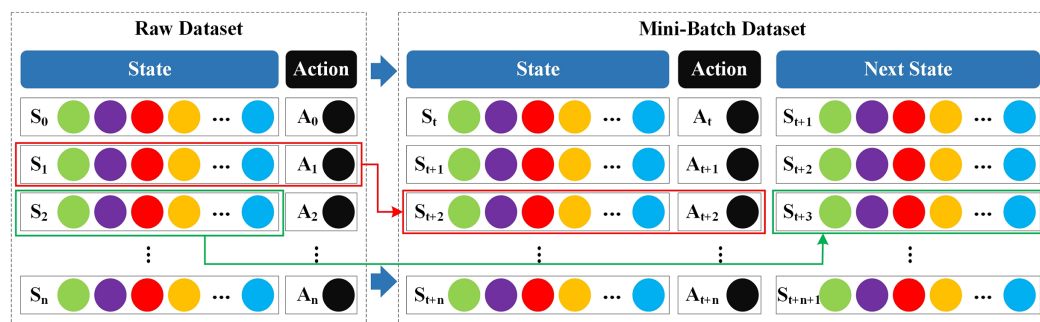 Raw Dataset
Mini-Batch Dataset
State Action State Action Next State
S0 ... A0 St ... At St+1 ...
S1 ... A1 St+1 ... At+1 St+2 ...
S2 ... A2 St+2 ... At+2 St+3 ...
Sn ... An St+n ... At+n St+n+1 ...